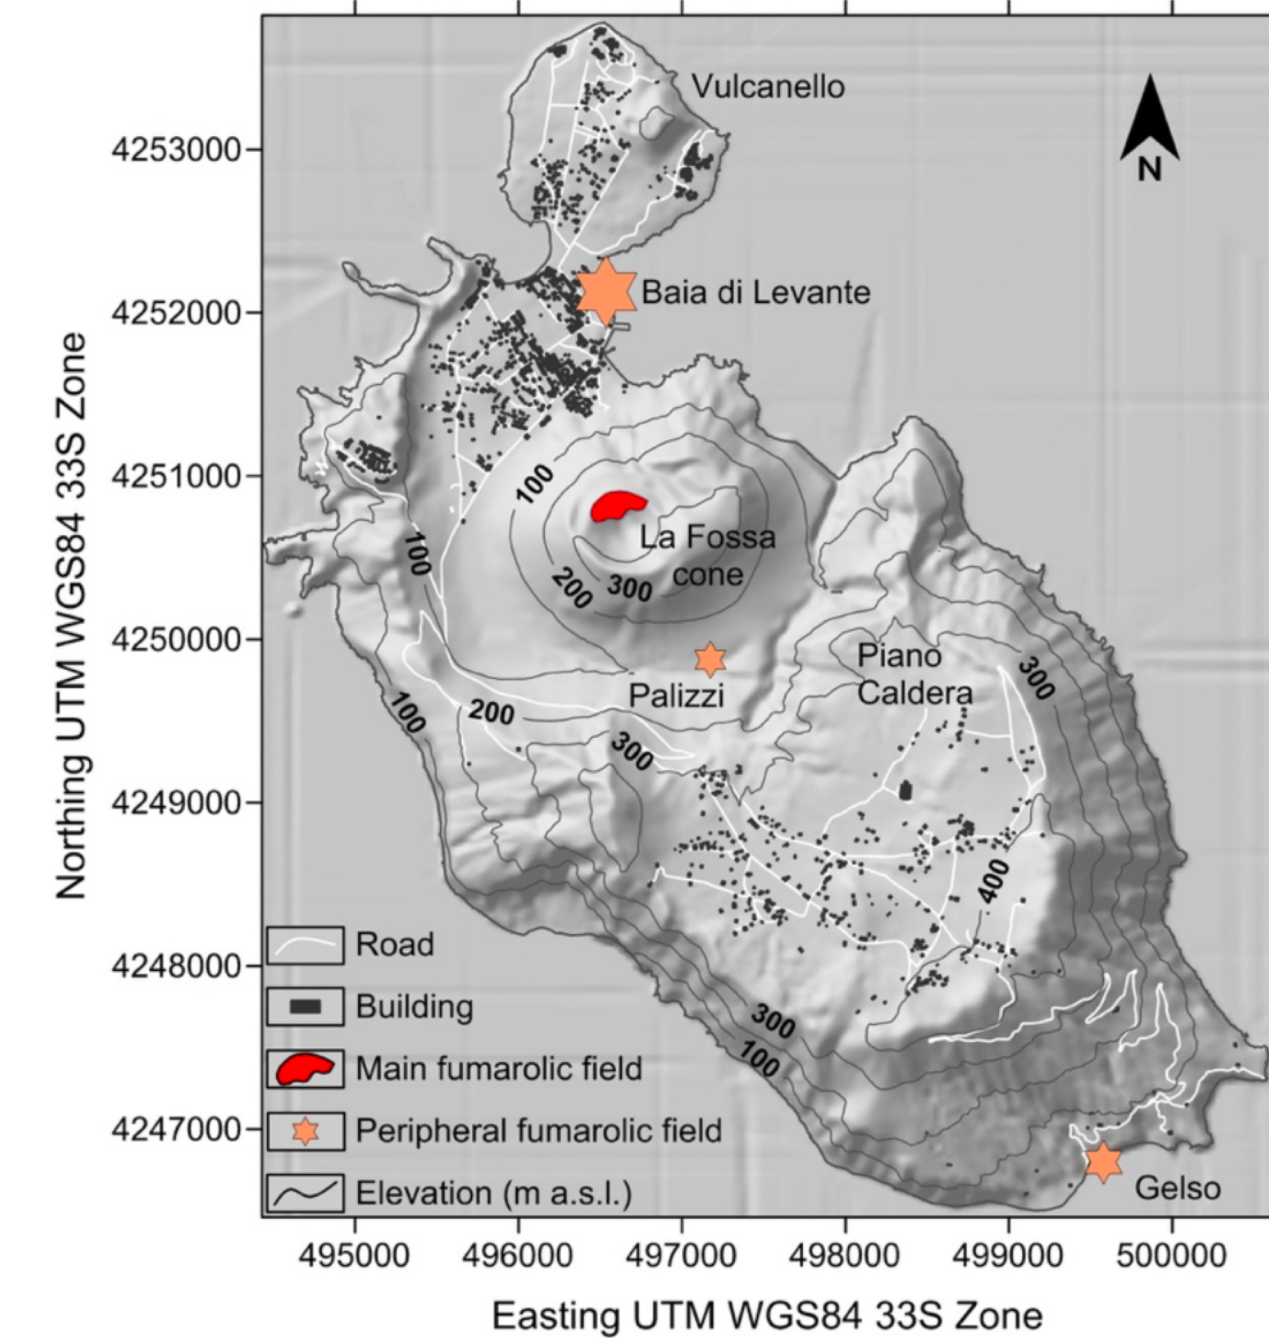 Vulcanello
N
4253000
Baia di Levante
4252000
4251000
100
La Fossa
cone
100
200
300
4250000
Piano
Caldera
300
Palizzi
100
200
300
4249000
400
Road
4248000
Building
300
100
Main fumarolic field
Peripheral fumarolic field
4247000
Elevation (m a.s.l.)
Gelso
495000
496000
497000
498000
499000
500000
Easting UTM WGS84 33S Zone
Northing UTM WGS84 33S Zone